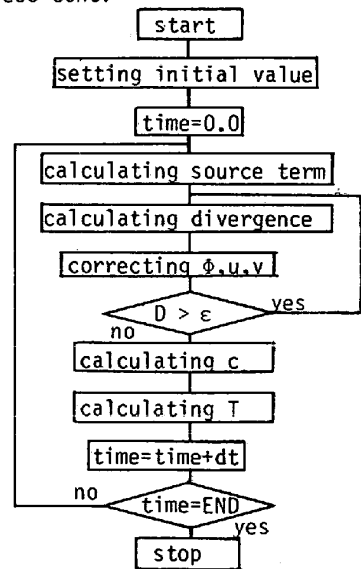 start
setting initial value
time=0.0
calculating source term
calculating divergence
correcting Φ,u,v
D > ε
yes
no
calculating c
calculating T
time=time+dt
no
time=END
yes
stop